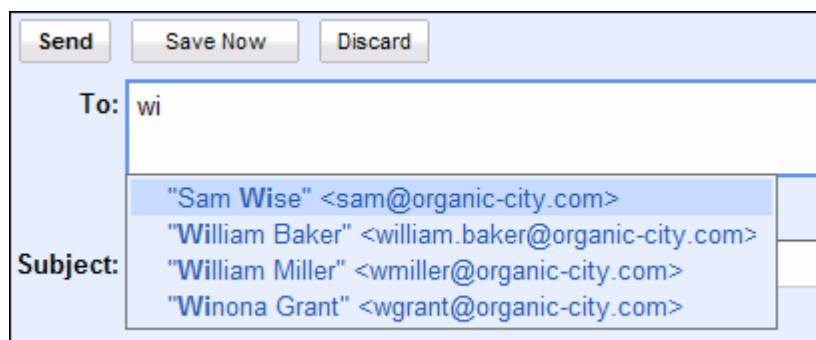 Send Save Now Discard
To: wi
"Sam Wise" <sam@organic-city.com>
"William Baker" <william.baker@organic-city.com>
Subject:
"William Miller" <wmiller@organic-city.com>
"Winona Grant" <wgrant@organic-city.com>